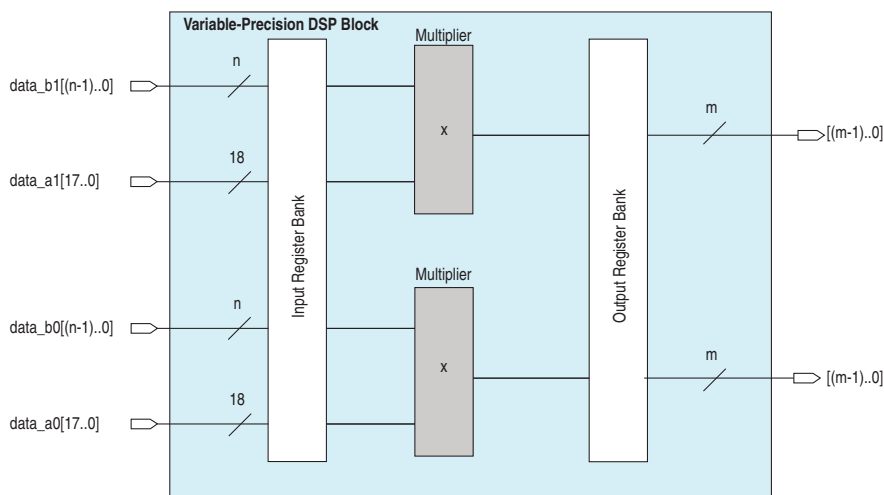 Variable-Precision DSP Block
Multiplier
n
data_b1[(n-1)..0]
m
x
[(m-1)..0]
18
data_a1[17..0]
Input Register Bank
Output Register Bank
Multiplier
n
data_b0[(n-1)..0]
m
x
[(m-1)..0]
18
data_a0[17..0]